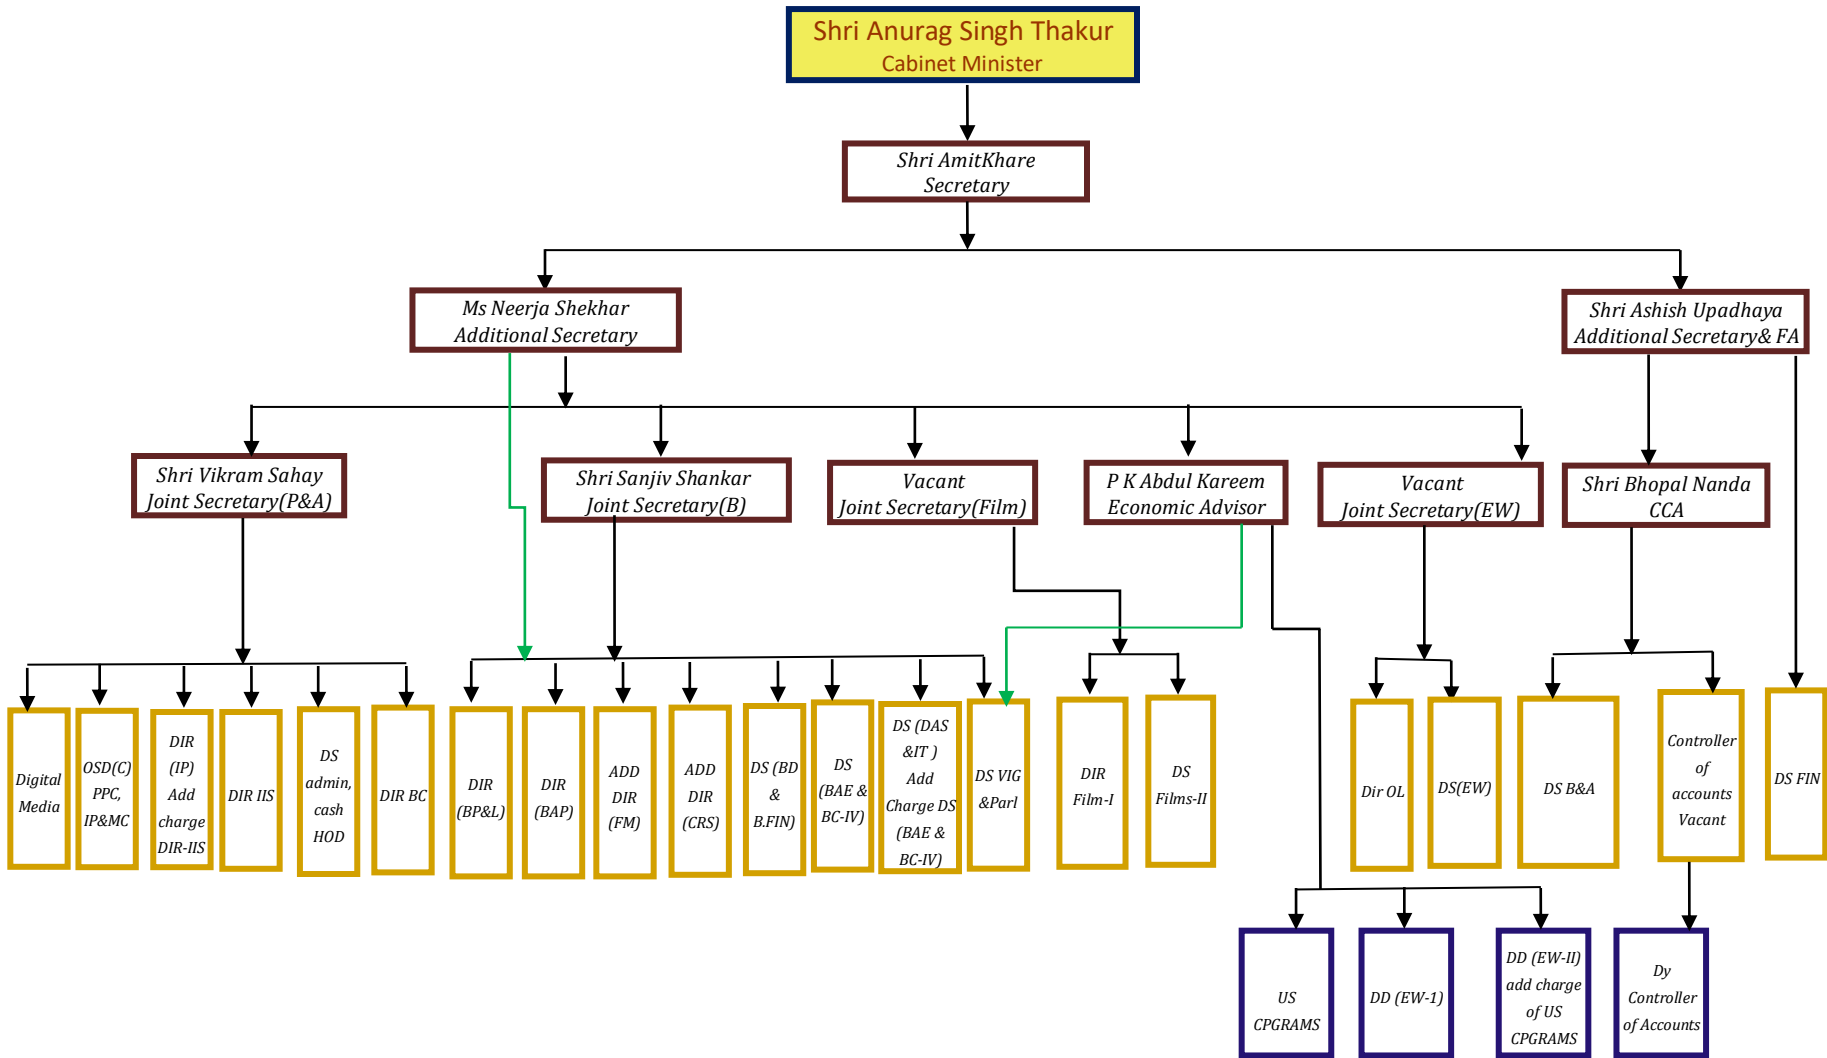 Shri Anurag Singh Thakur
Cabinet Minister
Shri AmitKhare
Secretary
Ms Neerja Shekhar
Additional Secretary
Shri Ashish Upadhaya
Additional Secretary& FA
Shri Vikram Sahay
Joint Secretary(P&A)
Shri Sanjiv Shankar
Joint Secretary(B)
Vacant
Joint Secretary(Film)
P K Abdul Kareem
Economic Advisor
Vacant
Joint Secretary(EW)
Shri Bhopal Nanda
CCA
Digital
Media
OSD(C)
PPC,
IP&MC
DIR
(IP)
Add
charge
DIR-IIS
DIR IIS
DS
admin,
cash
HOD
DIR BC
DIR
(BP&L)
DIR
(BAP)
ADD
DIR
(FM)
ADD
DIR
(CRS)
DS (BD
&
B.FIN)
DS
(BAE &
BC-IV)
DS (DAS
&IT )
Add
Charge DS
(BAE &
BC-IV)
DS VIG
&Parl
DIR
Film-I
DS
Films-II
Dir OL
DS(EW)
DS B&A
Controller
of
accounts
Vacant
DS FIN
US
CPGRAMS
DD (EW-1)
DD (EW-II)
add charge
of US
CPGRAMS
Dy
Controller
of Accounts